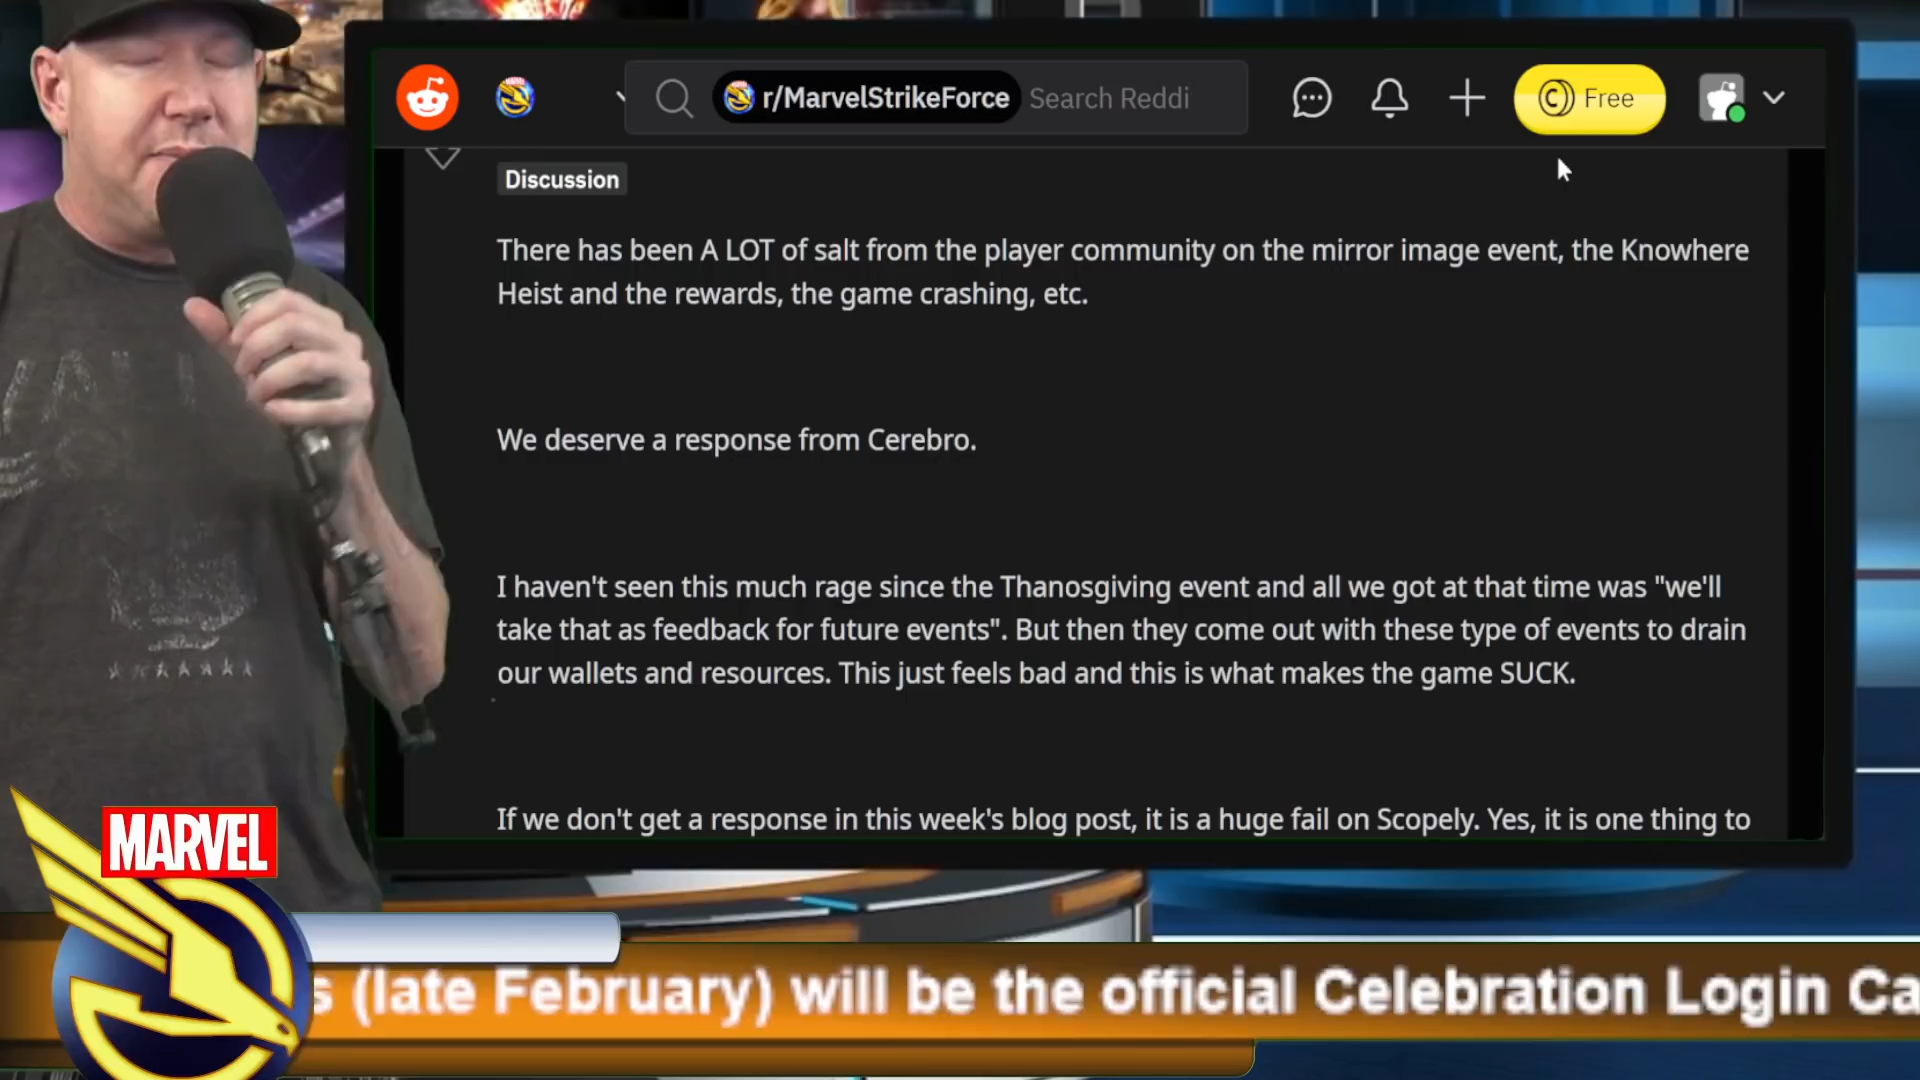 r/MarvelStrikeForce Search Reddi
Free
Discussion
There has been A LOT of salt from the player community on the mirror image event, the Knowhere
Heist and the rewards, the game crashing, etc.
We deserve a response from Cerebro.
I haven't seen this much rage since the Thanosgiving event and all we got at that time was "we'll
take that as feedback for future events". But then they come out with these type of events to drain
our wallets and resources. This just feels bad and this is what makes the game SUCK.
If we don't get a response in this week's blog post, it is a huge fail on Scopely. Yes, it is one thing to
MARVEL
s (late February) will be the official Celebration Login Ca